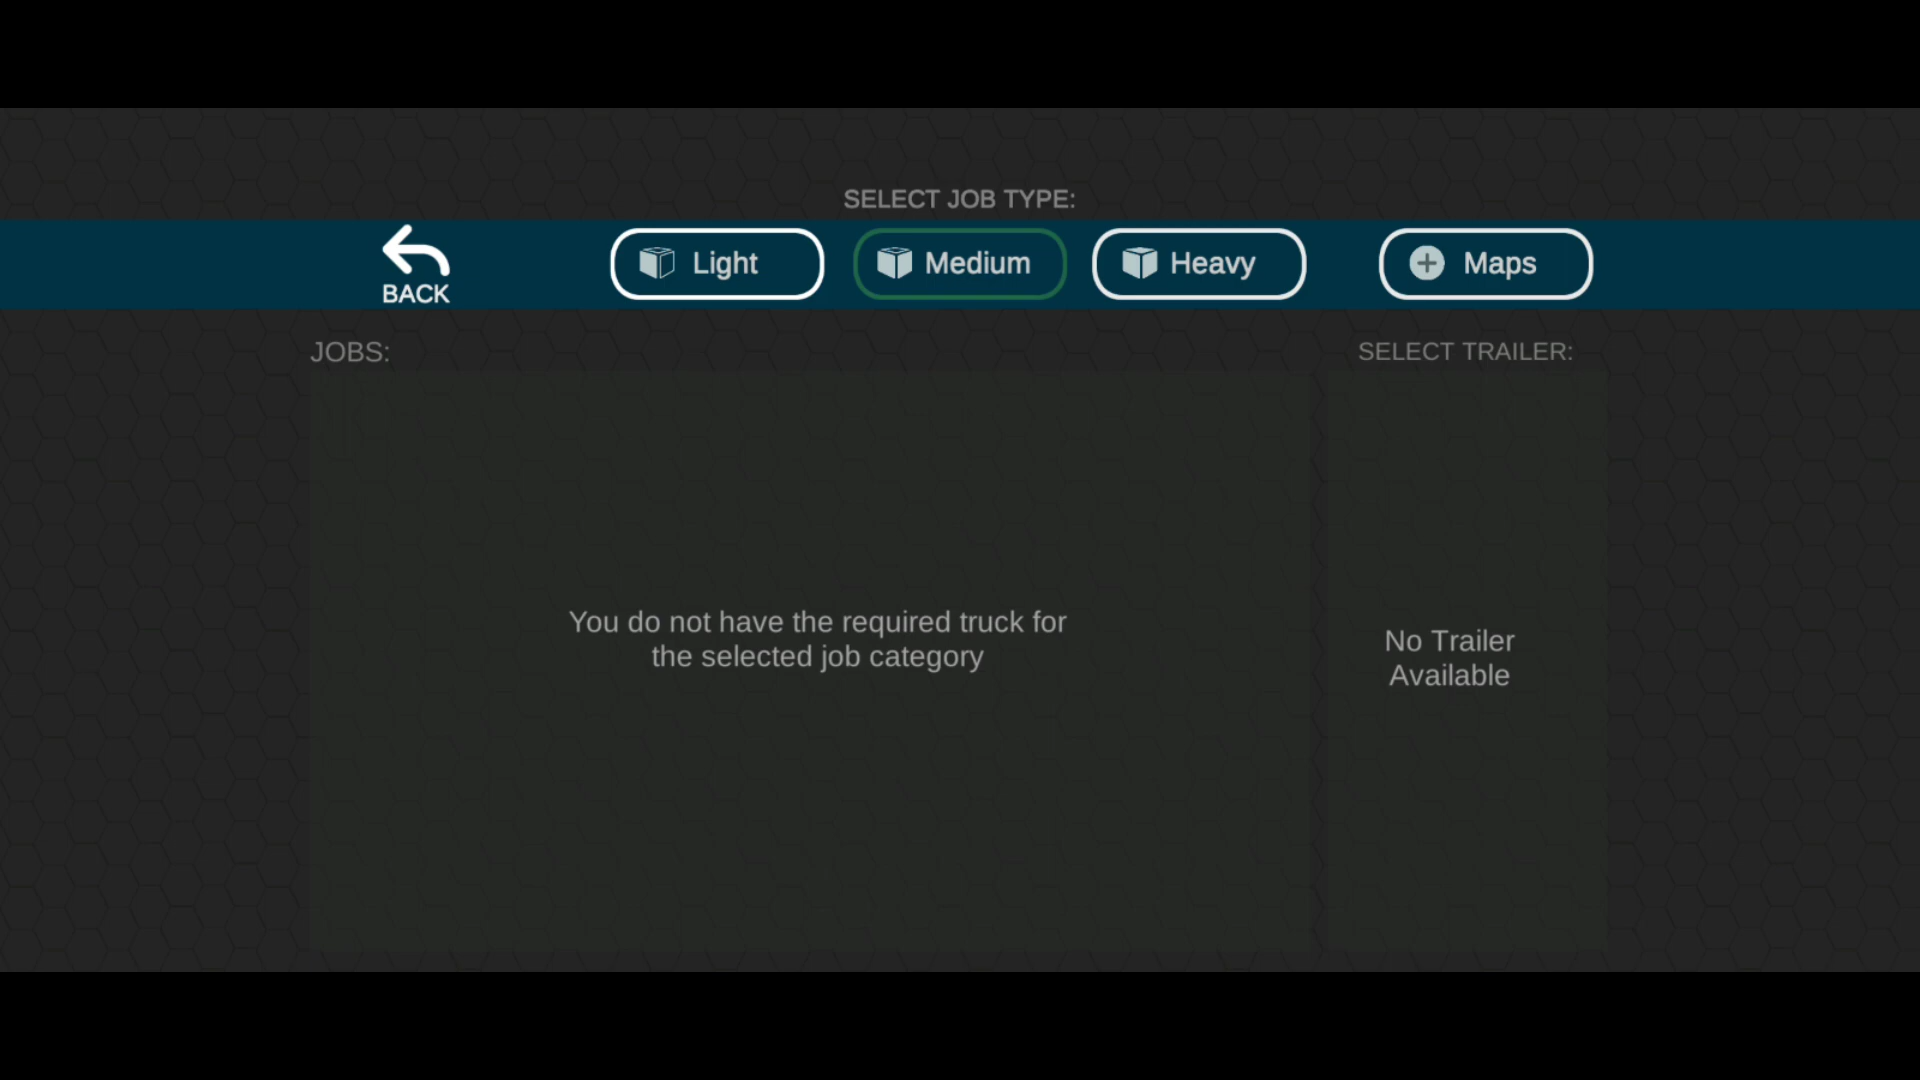 SELECT JOB TYPE:
BACK
Light
Medium
Heavy
Maps
JOBS:
SELECT TRAILER:
You do not have the required truck for
the selected job category
No Trailer
Available